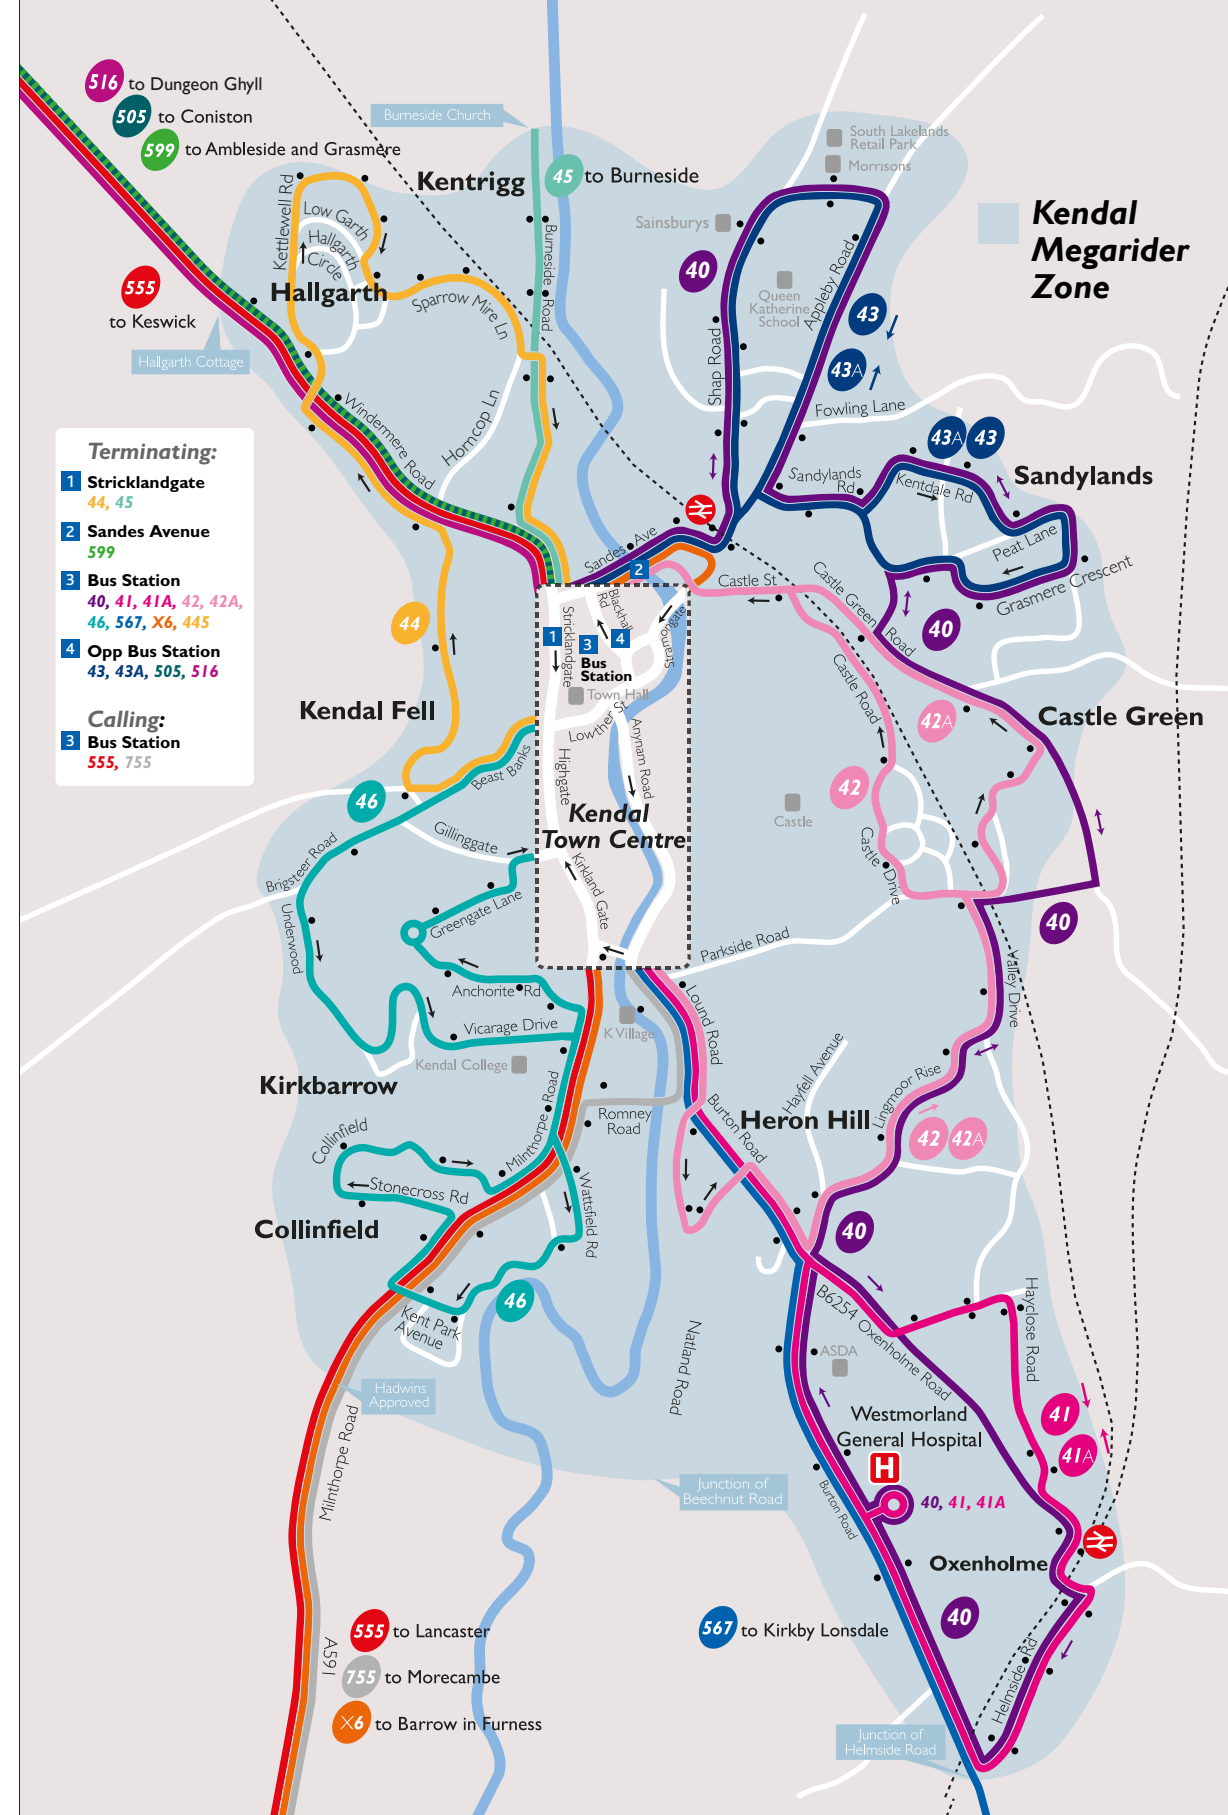 516 to Dungeon Ghyll
505 to Coniston
599 to Ambleside and Grasmere
Burneside Church
South Lakelands
Retail Park
Morrisons
Kentrigg
45 to Burneside
Kettlewell Rd
Low Garth
Hallgarth
Circle
Hallgarth
Sainsburys
40
Kendal
Megarider
Zone
Burneside Road
Sparrow Mire Ln
Queen
Katherine
School
Appleby Road
43
555
to Keswick
Hallgarth Cottage
Shap Road
43A
Fowling Lane
Windermere Road
Horncop Ln
43A 43
Sandylands
Sandylands
Rd
Kentdale Rd
Peat Lane
Grasmere Crescent
Terminating:
1 Stricklandgate
44, 45
2 Sandes Avenue
599
3 Bus Station
40, 41, 41A, 42, 42A,
46, 567, X6, 445
4 Opp Bus Station
43, 43A, 505, 516
Calling:
3 Bus Station
555, 755
Sandes Ave
2
Castle St
Castle Green Road
40
44
Stricklandgate
Blackhall
Rd
Stramongate
1
3
4
Bus
Station
Town Hall
Lowther St
Castle Road
42A
Castle Green
Kendal Fell
Beast Banks
Highgate
Anynam Road
42
46
Castle
Kendal
Town Centre
Gillinggate
Brigsteer Road
Kirkland Gate
Castle Drive
Underwood
Greengate Lane
Parkside Road
40
Anchorite Rd
Vicarage Drive
K Village
Lound Road
Valley Drive
Kendal College
Kirkbarrow
Milnthorpe Road
Romney
Road
Burton Road
Hayfell Avenue
Heron Hill
Lingmoor Rise
42 42A
Collinfield
Stonecross Rd
Collinfield
Wattsfield Rd
40
46
Kent Park
Avenue
B6254 Oxenholme Road
Hayclose Road
Natland Road
ASDA
Hadwins
Approved
Milnthorpe Road
Westmorland
General Hospital
H
41
41A
Junction of
Beechnut Road
Burton Road
40, 41, 41A
Oxenholme
40
555 to Lancaster
567 to Kirkby Lonsdale
A591
755 to Morecambe
X6 to Barrow in Furness
Helmside Rd
Junction of
Helmside Road